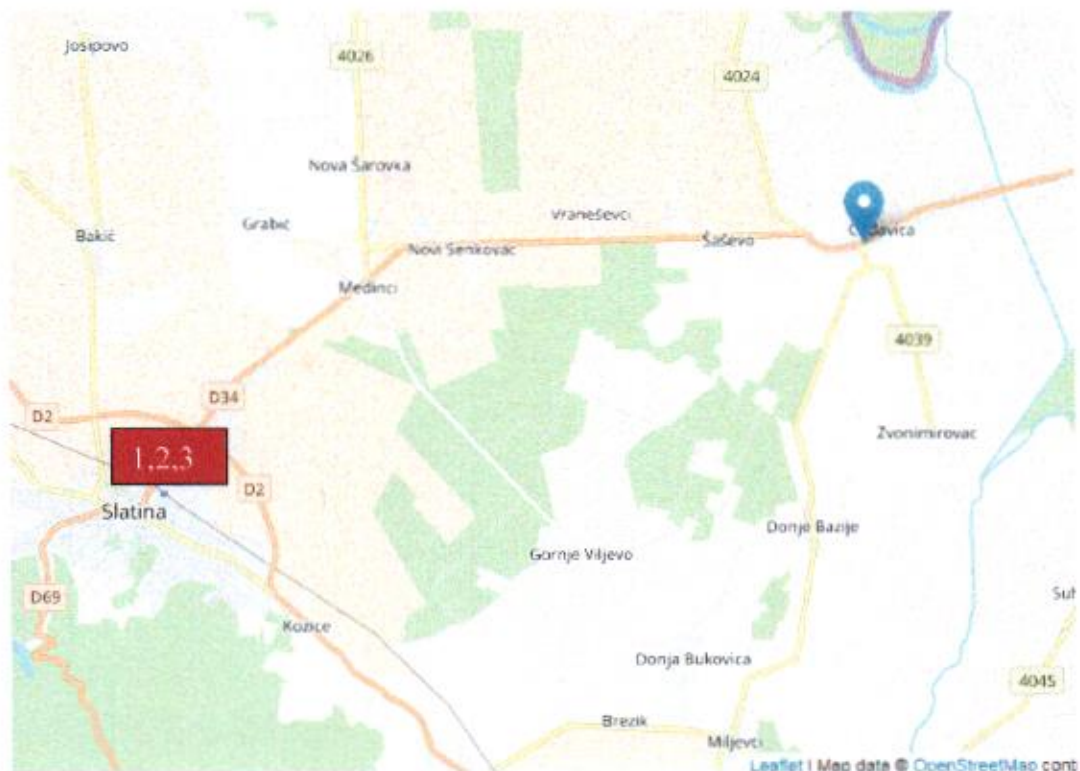 Josipovo
4026
4024
Nova Šarovka
Vraneševci
Grabić
Bakić
Novi Senkovac
Šaševo
Medinci
4039
D34
D2
Zvonimirovac
1,2,3
D2
Slatina
Donje Bazije
Gornje Viljevo
D69
Kozice
Donja Bukovica
4045
Brezik
Miljevci
Leaflet | Map data © OpenStreetMap